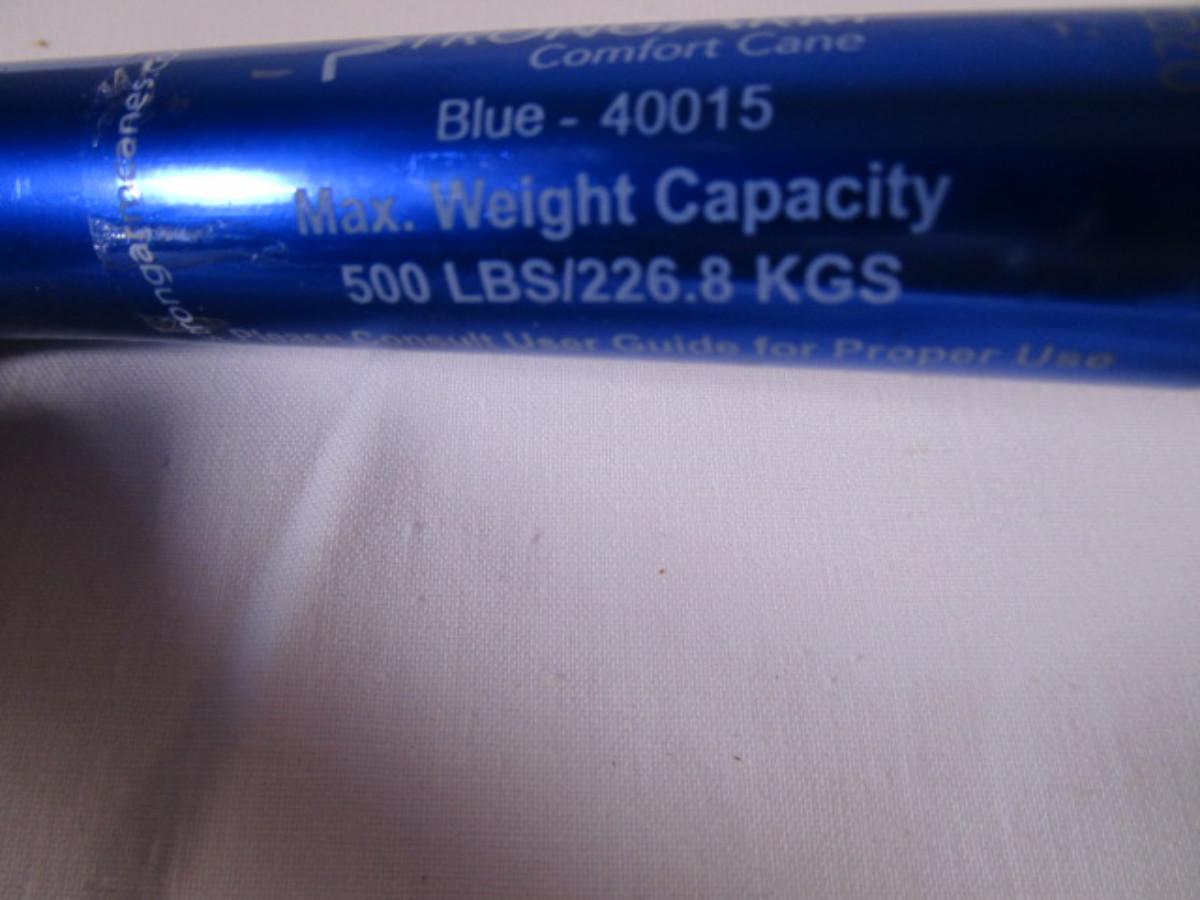 STRONGARM
Comfort Cane
Blue - 40015
Max. Weight Capacity
500 LBS/226.8 KGS
Please Consult User Guide for Proper Use